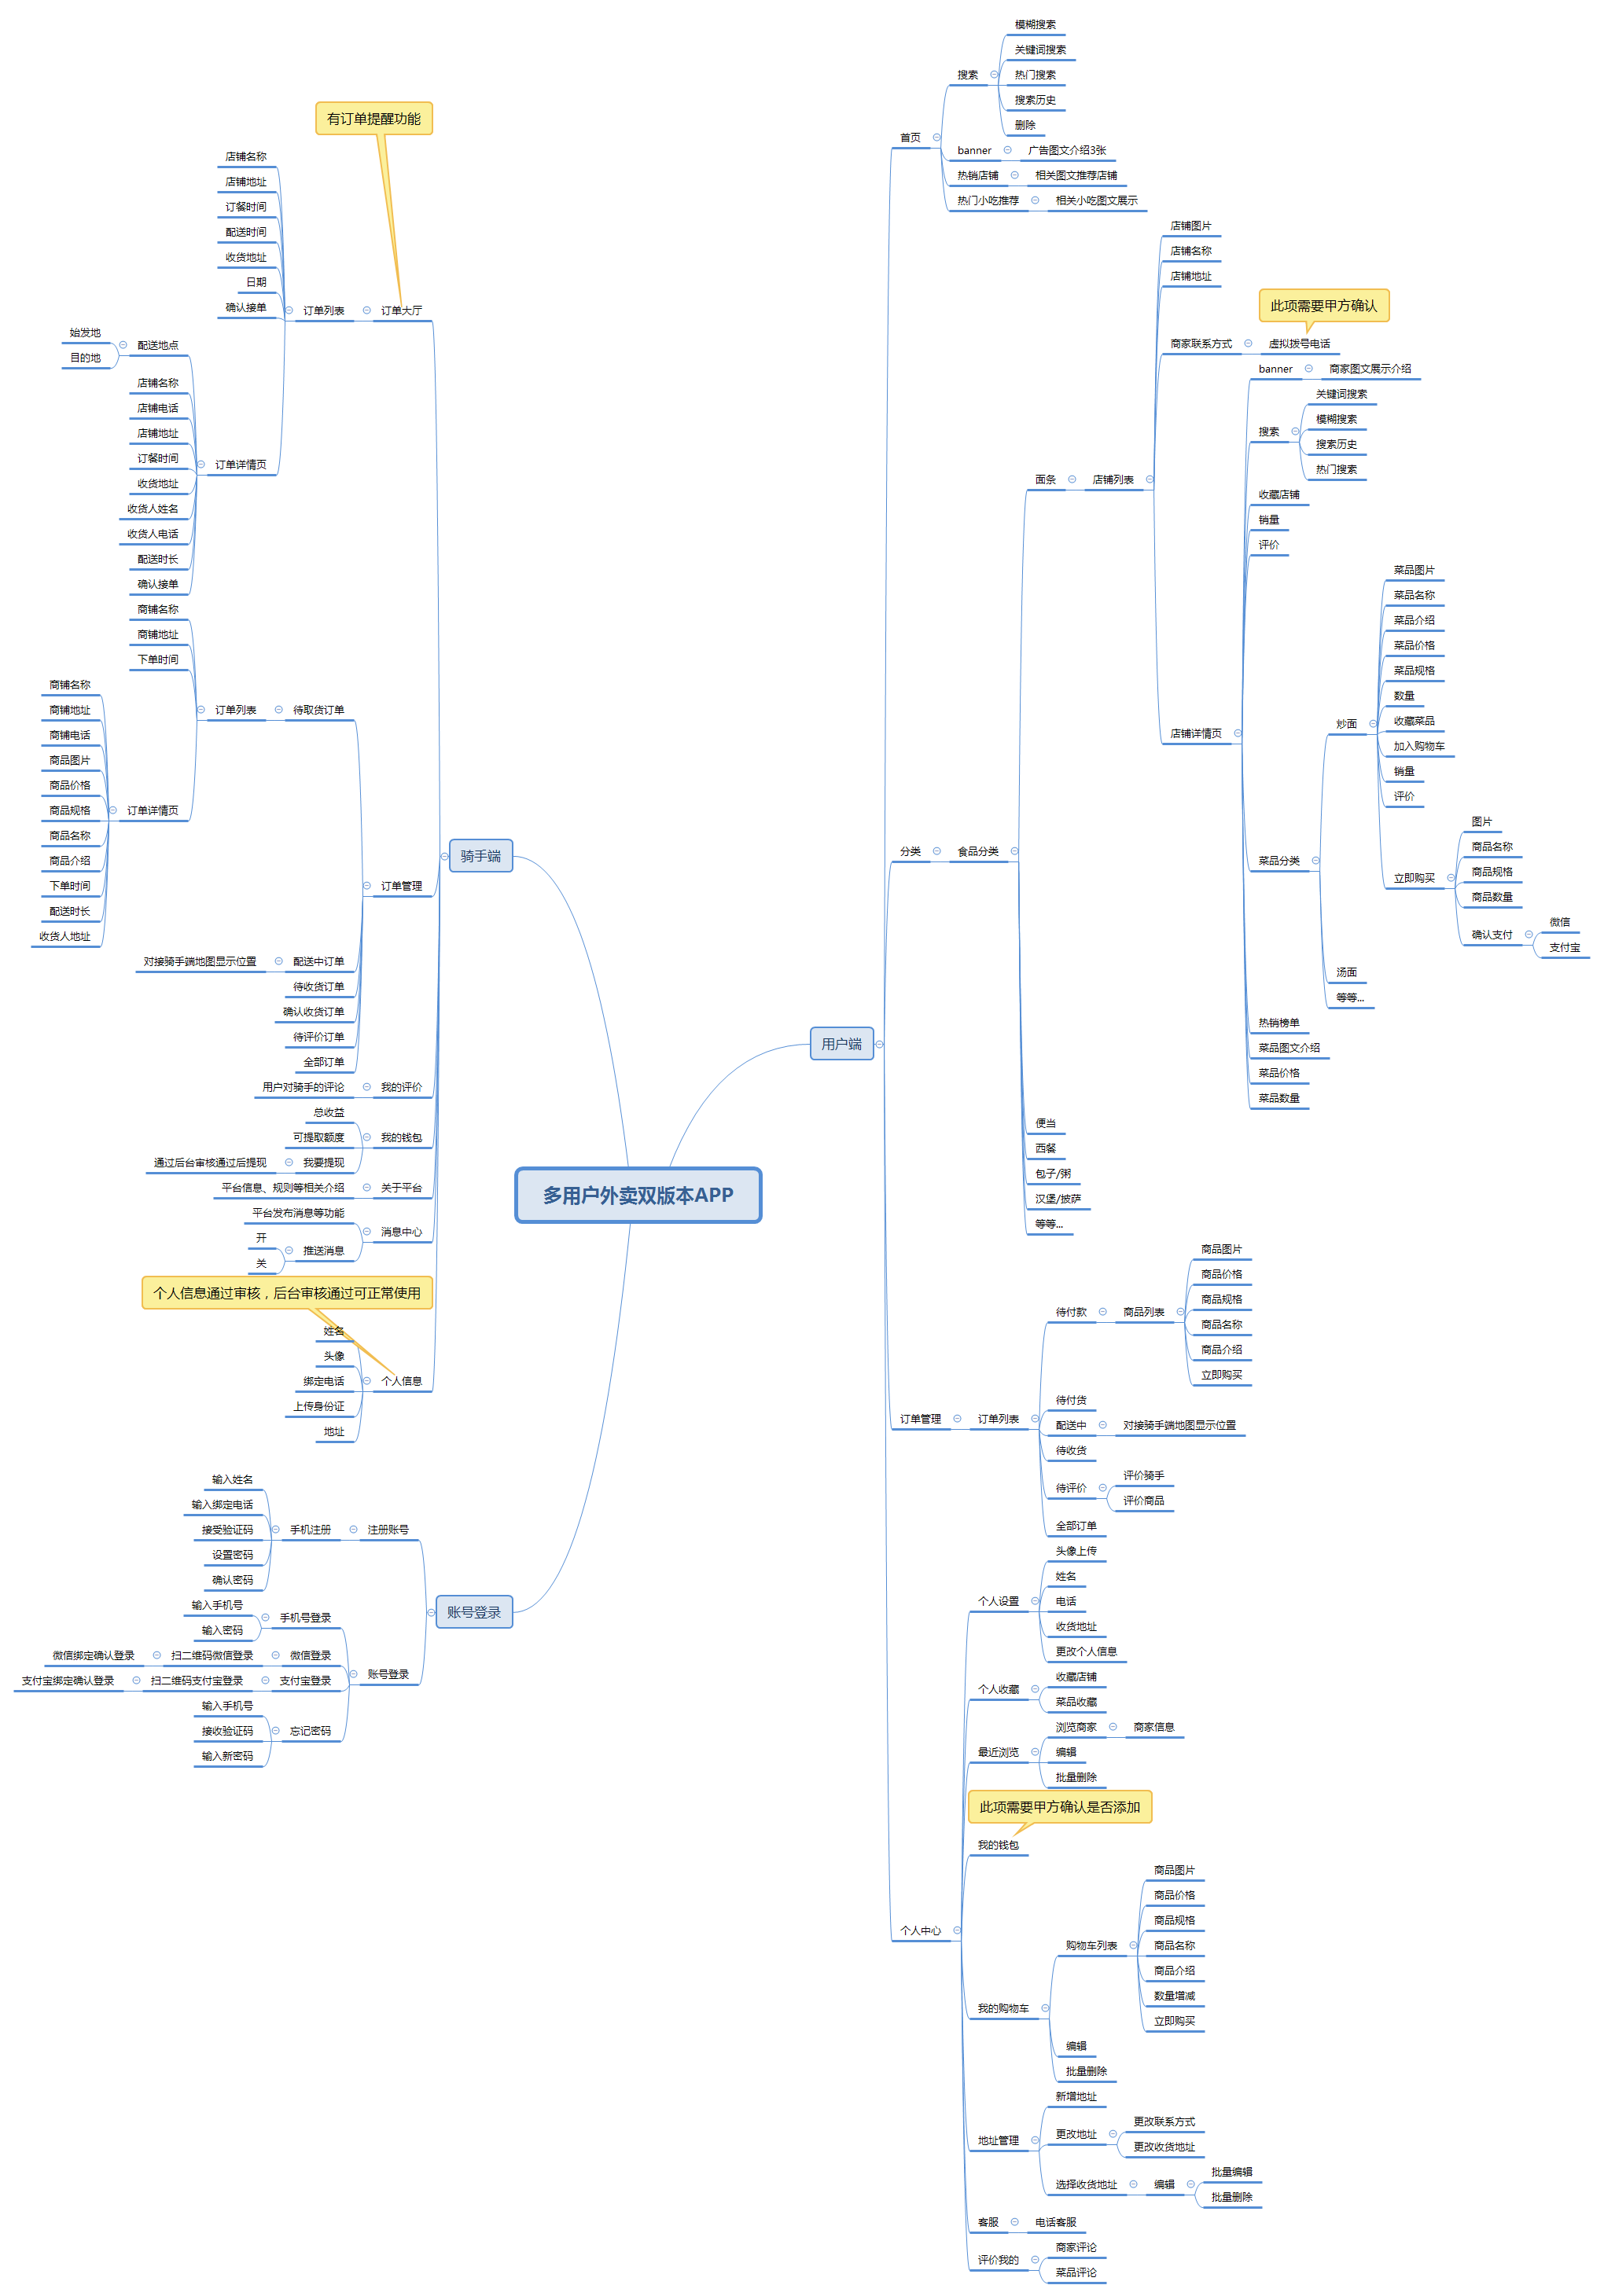 多用户外卖双版本APP
用户端
首页
搜索
模糊搜索
关键词搜索
热门搜索
搜索历史
删除
banner
广告图文介绍3张
热销店铺
相关图文推荐店铺
热门小吃推荐
相关小吃图文展示
分类
食品分类
面条
店铺列表
店铺图片
店铺名称
店铺地址
此项需要甲方确认
商家联系方式
虚拟拨号电话
店铺详情页
banner
商家图文展示介绍
搜索
关键词搜索
模糊搜索
搜索历史
热门搜索
收藏店铺
销量
评价
菜品分类
炒面
菜品图片
菜品名称
菜品介绍
菜品价格
菜品规格
数量
收藏菜品
加入购物车
销量
评价
立即购买
图片
商品名称
商品规格
商品数量
确认支付
微信
支付宝
汤面
等等...
热销榜单
菜品图文介绍
菜品价格
菜品数量
便当
西餐
包子/粥
汉堡/披萨
等等...
订单管理
订单列表
待付款
商品列表
商品图片
商品价格
商品规格
商品名称
商品介绍
立即购买
待付货
配送中
对接骑手端地图显示位置
待收货
待评价
评价骑手
评价商品
全部订单
个人中心
个人设置
头像上传
姓名
电话
收货地址
更改个人信息
个人收藏
收藏店铺
菜品收藏
最近浏览
浏览商家
商家信息
编辑
批量删除
此项需要甲方确认是否添加
我的钱包
我的购物车
购物车列表
商品图片
商品价格
商品规格
商品名称
商品介绍
数量增减
立即购买
编辑
批量删除
地址管理
新增地址
更改地址
更改联系方式
更改收货地址
选择收货地址
编辑
批量编辑
批量删除
客服
电话客服
评价我的
商家评论
菜品评论
骑手端
有订单提醒功能
订单大厅
订单列表
店铺名称
店铺地址
订餐时间
配送时间
收货地址
日期
确认接单
订单详情页
配送地点
始发地
目的地
店铺名称
店铺电话
店铺地址
订餐时间
收货地址
收货人姓名
收货人电话
配送时长
确认接单
订单管理
待取货订单
订单列表
商铺名称
商铺地址
下单时间
订单详情页
商铺名称
商铺地址
商铺电话
商品图片
商品价格
商品规格
商品名称
商品介绍
下单时间
配送时长
收货人地址
配送中订单
对接骑手端地图显示位置
待收货订单
确认收货订单
待评价订单
全部订单
我的评价
用户对骑手的评论
我的钱包
总收益
可提取额度
我要提现
通过后台审核通过后提现
关于平台
平台信息、规则等相关介绍
消息中心
平台发布消息等功能
推送消息
开
关
个人信息通过审核，后台审核通过可正常使用
个人信息
姓名
头像
绑定电话
上传身份证
地址
账号登录
注册账号
手机注册
输入姓名
输入绑定电话
接受验证码
设置密码
确认密码
账号登录
手机号登录
输入手机号
输入密码
微信登录
扫二维码微信登录
微信绑定确认登录
支付宝登录
扫二维码支付宝登录
支付宝绑定确认登录
忘记密码
输入手机号
接收验证码
输入新密码